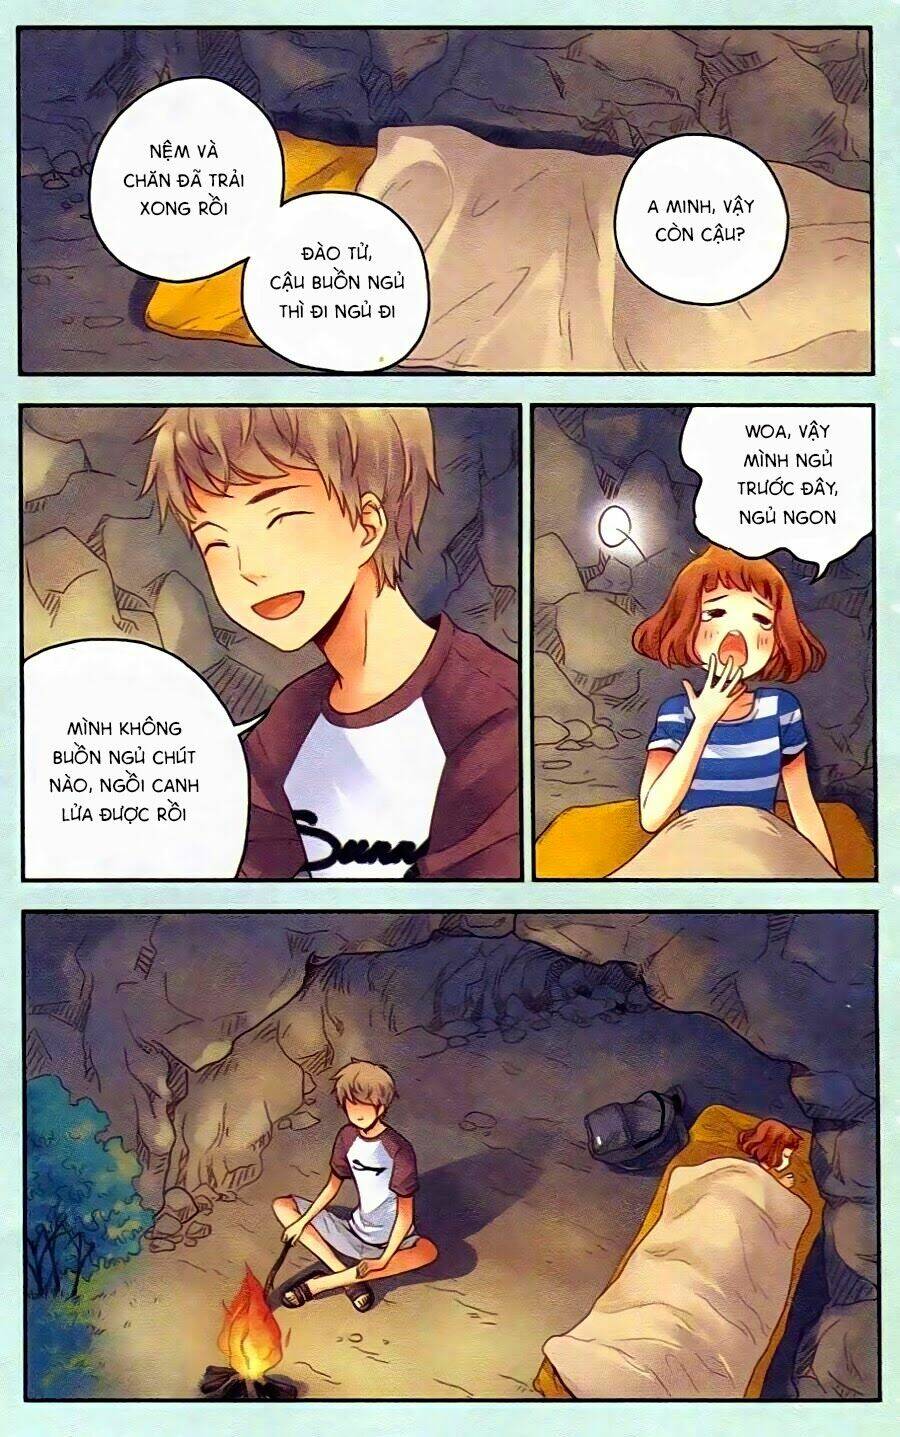 NỆM VÀ
CHĂN ĐÃ TRẢI
XONG RỒI
ĐÀO TỬ,
CẬU BUỒN NGỦ
THÌ ĐI NGỦ ĐI
A MINH, VẬY
CÒN CẬU?
MÌNH KHÔNG
BUỒN NGỦ CHÚT
NÀO, NGỒI CANH
LỬA ĐƯỢC RỒI
Sunn
WOA, VẬY
MÌNH NGỦ
TRƯỚC ĐÂY,
NGỦ NGON